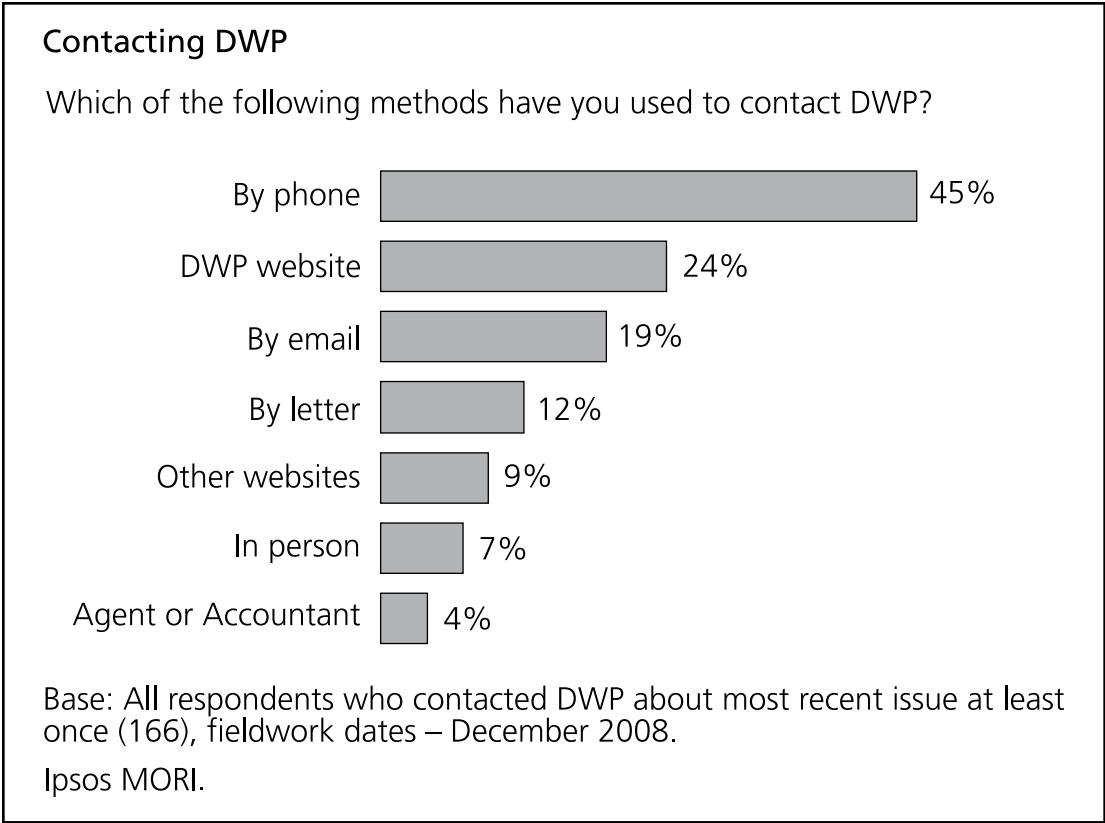 Contacting DWP
Which of the following methods have you used to contact DWP?
By phone 45%
DWP website 24%
By email 19%
By letter 12%
Other websites 9%
In person 7%
Agent or Accountant 4%
Base: All respondents who contacted DWP about most recent issue at least
once (166), fieldwork dates – December 2008.
Ipsos MORI.